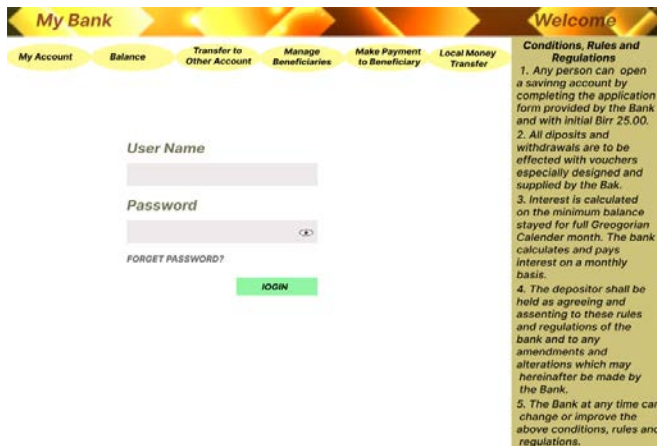 My Bank
Welcome
My Account
Balance
Transfer to
Other Account
Manage
Beneficiaries
Make Payment
to Beneficiary
Local Money
Transfer
User Name
Password
FORGET PASSWORD?
lOGIN
Conditions, Rules and
Regulations
1. Any person can open
a savinng account by
completing the application
form provided by the Bank
and with initial Birr 25.00.
2. All diposits and
withdrawals are to be
effected with vouchers
especially designed and
supplied by the Bak.
3. Interest is calculated
on the minimum balance
stayed for full Greogorian
Calender month. The bank
calculates and pays
interest on a monthly
basis.
4. The depositor shall be
held as agreeing and
assenting to these rules
and regulations of the
bank and to any
amendments and
alterations which may
hereinafter be made by
the Bank.
5. The Bank at any time can
change or improve the
above conditions, rules and
regulations.